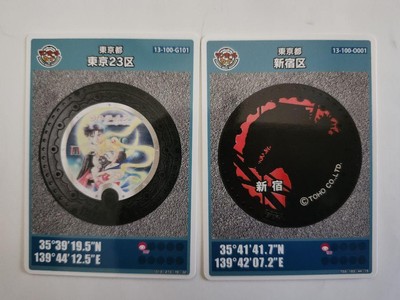 東京都
東京23区
13-100-G101
35°39'19.5"N
139°44'12.5"E
東京都
新宿区
13-100-O001
新宿
©TOHO CO.,LTD.
35°41'41.7"N
139°42'07.2"E